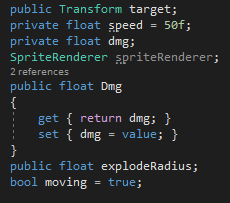 public Transform target;
private float speed = 50f;
private float dmg;
SpriteRenderer spriteRenderer;
2 references
public float Dmg
{
    get { return dmg; }
    set { dmg = value; }
}
public float explodeRadius;
bool moving = true;